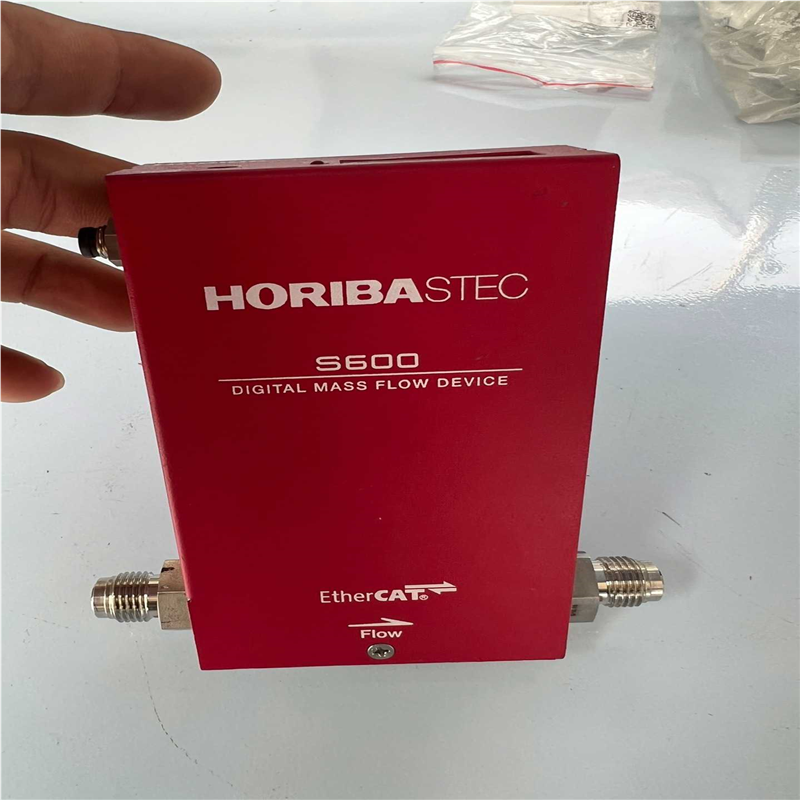 HORIBASTEC
S600
DIGITAL MASS FLOW DEVICE
EtherCAT®
Flow